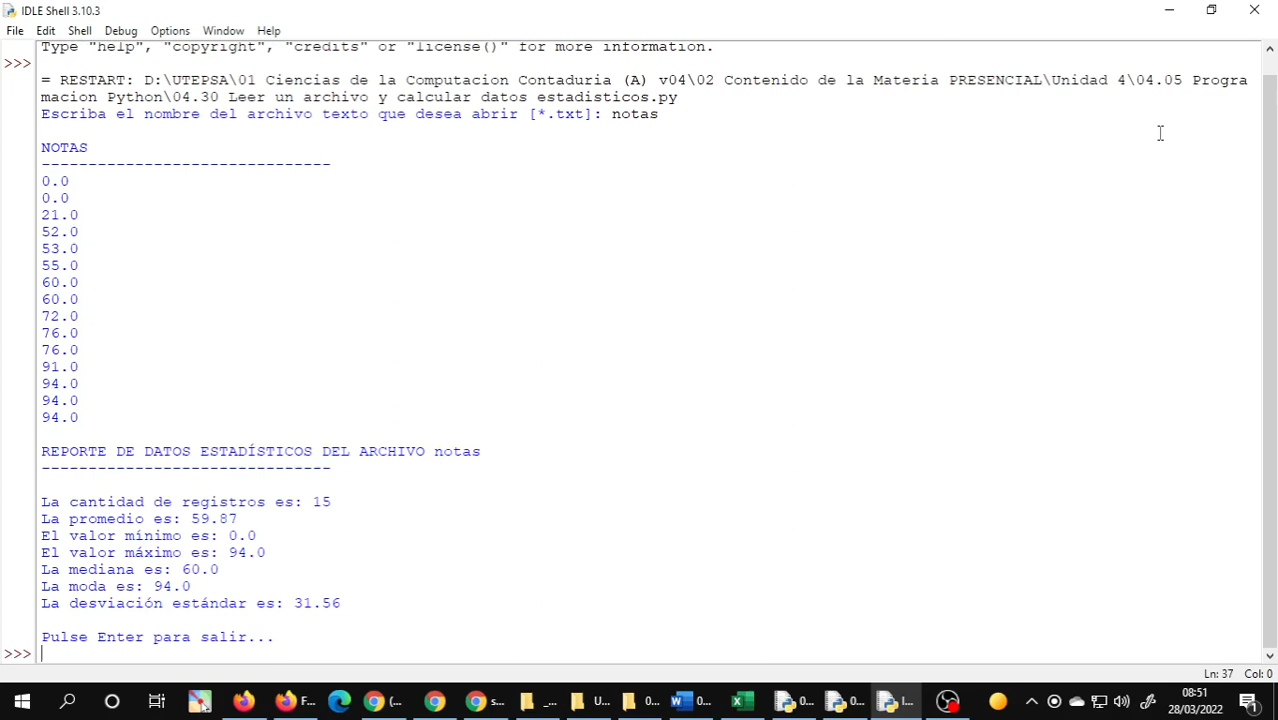 IDLE Shell 3.10.3
File Edit Shell Debug Options Window Help
Type "help", "copyright", "credits" or "license()" for more information.
>>>
= RESTART: D:\UTEPSA\01 Ciencias de la Computacion Contaduria (A) v04\02 Contenido de la Materia PRESENCIAL\Unidad 4\04.05 Progra
macion Python\04.30 Leer un archivo y calcular datos estadisticos.py
Escriba el nombre del archivo texto que desea abrir [*.txt]: notas
NOTAS
-------------------------------
0.0
0.0
21.0
52.0
53.0
55.0
60.0
60.0
72.0
76.0
76.0
91.0
94.0
94.0
94.0
REPORTE DE DATOS ESTADÍSTICOS DEL ARCHIVO notas
-------------------------------
La cantidad de registros es: 15
La promedio es: 59.87
El valor mínimo es: 0.0
El valor máximo es: 94.0
La mediana es: 60.0
La moda es: 94.0
La desviación estándar es: 31.56
Pulse Enter para salir...
>>>
Ln: 37 Col: 0
F... (... s... _... U... 0... 0... 0... 0... I...
08:51
28/03/2022
1